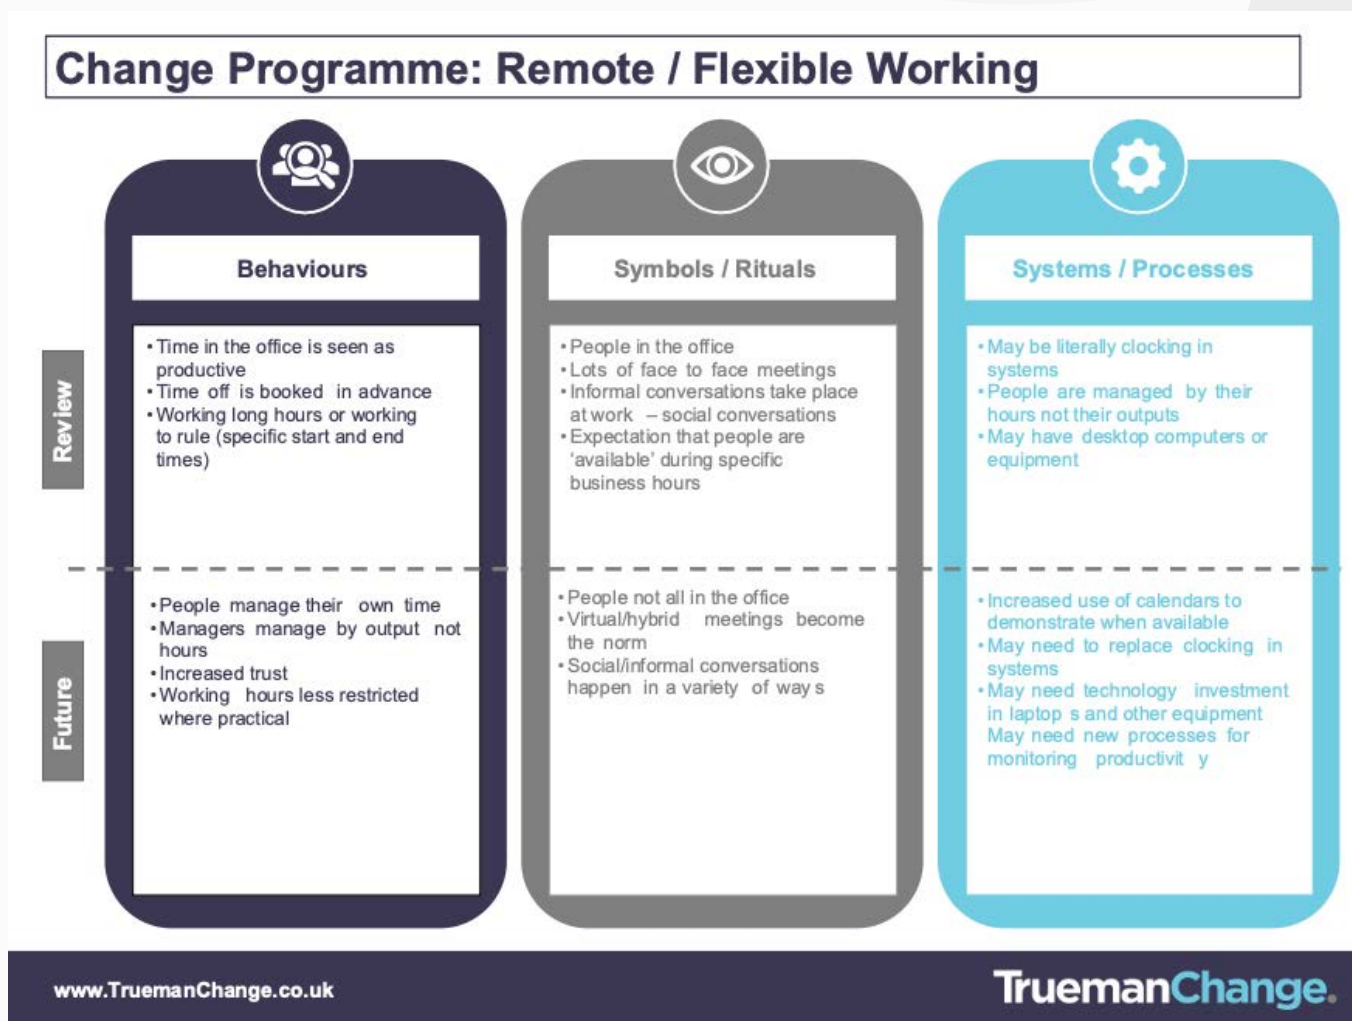 Change Programme: Remote / Flexible Working
Behaviours
Symbols / Rituals
Systems / Processes
Review
• Time in the office is seen as
productive
• Time off is booked in advance
• Working long hours or working
to rule (specific start and end
times)
• People in the office
• Lots of face to face meetings
• Informal conversations take place
at work – social conversations
• Expectation that people are
‘available’ during specific
business hours
• May be literally clocking in
systems
• People are managed by their
hours not their outputs
• May have desktop computers or
equipment
Future
• People manage their own time
• Managers manage by output not
hours
• Increased trust
• Working hours less restricted
where practical
• People not all in the office
• Virtual/hybrid meetings become
the norm
• Social/informal conversations
happen in a variety of way s
• Increased use of calendars to
demonstrate when available
• May need to replace clocking in
systems
• May need technology investment
in laptop s and other equipment
May need new processes for
monitoring productivit y
www.TruemanChange.co.uk
TruemanChange.